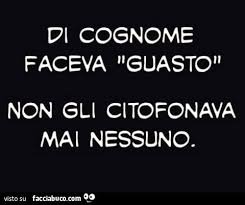 DI COGNOME
FACEVA "GUASTO"
NON GLI CITOFONAVA
MAI NESSUNO.
visto su facciabuco.com